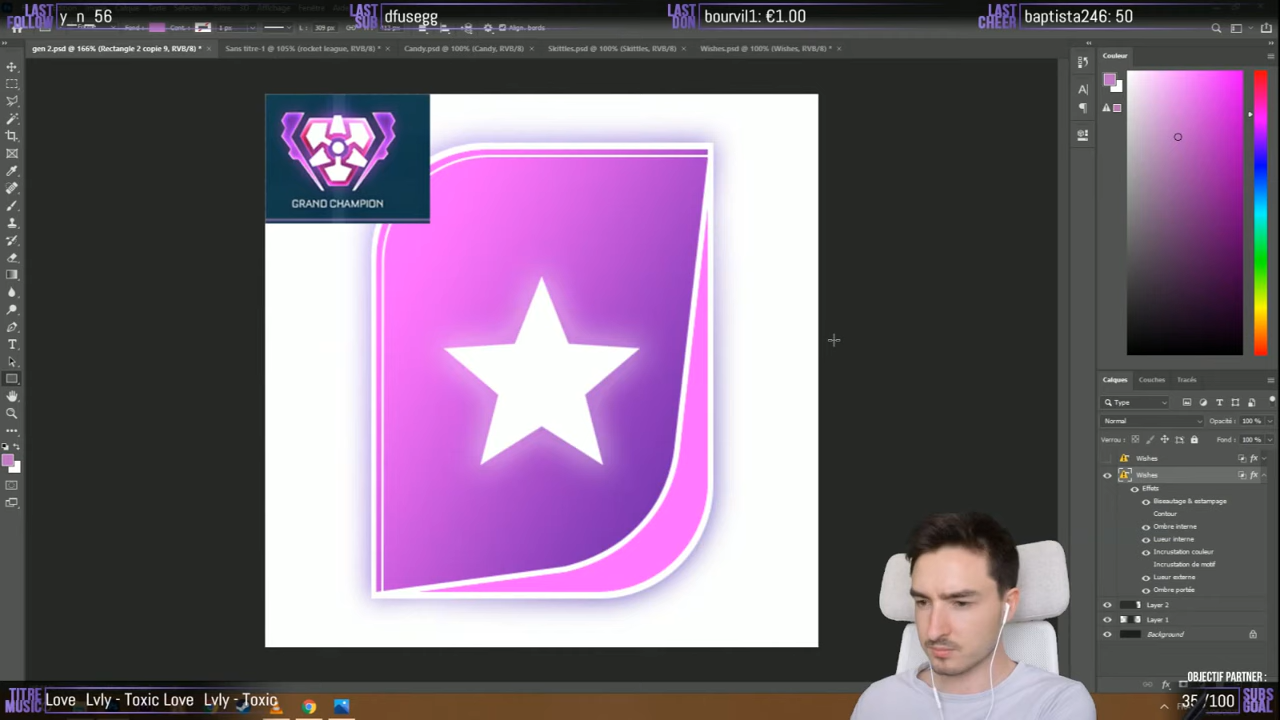 LAST FOLLOW
y_n_56
LAST SUB
dfusegg
LAST DON
bourvil1: €1.00
LAST CHEER
baptista246: 50
Align. bords
gen 2.psd @ 166% (Rectangle 2 copie 9, RVB/8) *
Sans titre-1 @ 105% (rocket league, RVB/8) *
Candy.psd @ 100% (Candy, RVB/8)
Skittles.psd @ 100% (Skittles, RVB/8)
Wishes.psd @ 100% (Wishes, RVB/8) *
GRAND CHAMPION
Couleur
Calques
Couches
Tracés
Type
Normal
Opacité : 100 %
Verrou :
Fond : 100 %
Wishes
fx
Wishes
fx
Effets
Biseautage & estampage
Contour
Ombre interne
Lueur interne
Incrustation couleur
Incrustation de motif
Lueur externe
Ombre portée
Layer 2
Layer 1
Background
OBJECTIF PARTNER :
35/100
SUBS GOAL
TITRE MUSIC
Love Lvly - Toxic Love Lvly - Toxic